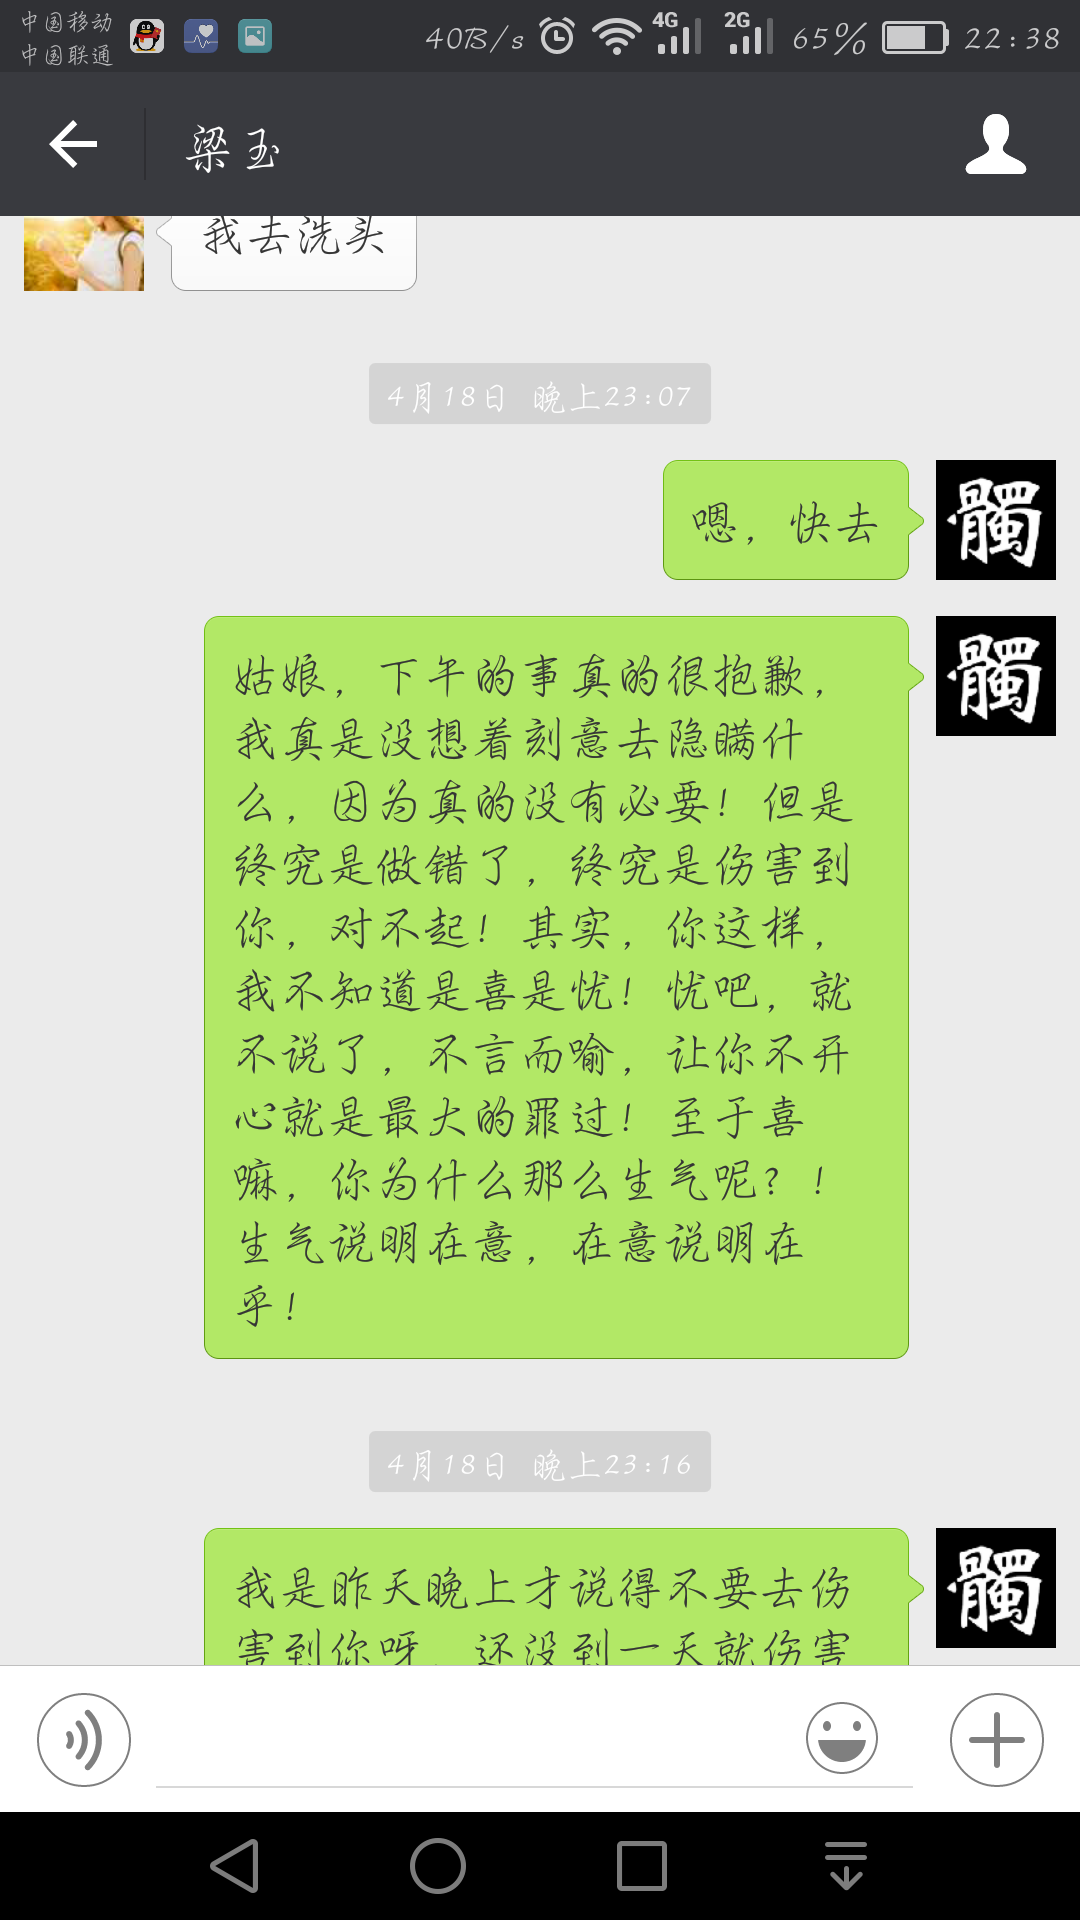 中国移动
中国联通
40B/s 4G 2G 65% 22:38
梁玉
我去洗头
4月18日 晚上23:07
嗯，快去
髑
姑娘，下午的事真的很抱歉，
髑
我真是没想着刻意去隐瞒什
么，因为真的没有必要！但是
终究是做错了，终究是伤害到
你，对不起！其实，你这样，
我不知道是喜是忧！忧吧，就
不说了，不言而喻，让你不开
心就是最大的罪过！至于喜
嘛，你为什么那么生气呢？！
生气说明在意，在意说明在
乎！
4月18日 晚上23:16
我是昨天晚上才说得不要去伤
髑
害到你呀，还没到一天就伤害